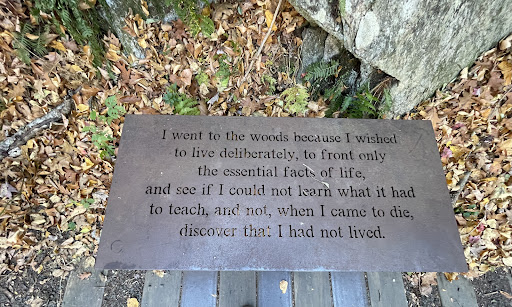 I went to the woods because I wished
to live deliberately, to front only
the essential facts of life,
and see if I could not learn what it had
to teach, and not, when I came to die,
discover that I had not lived.